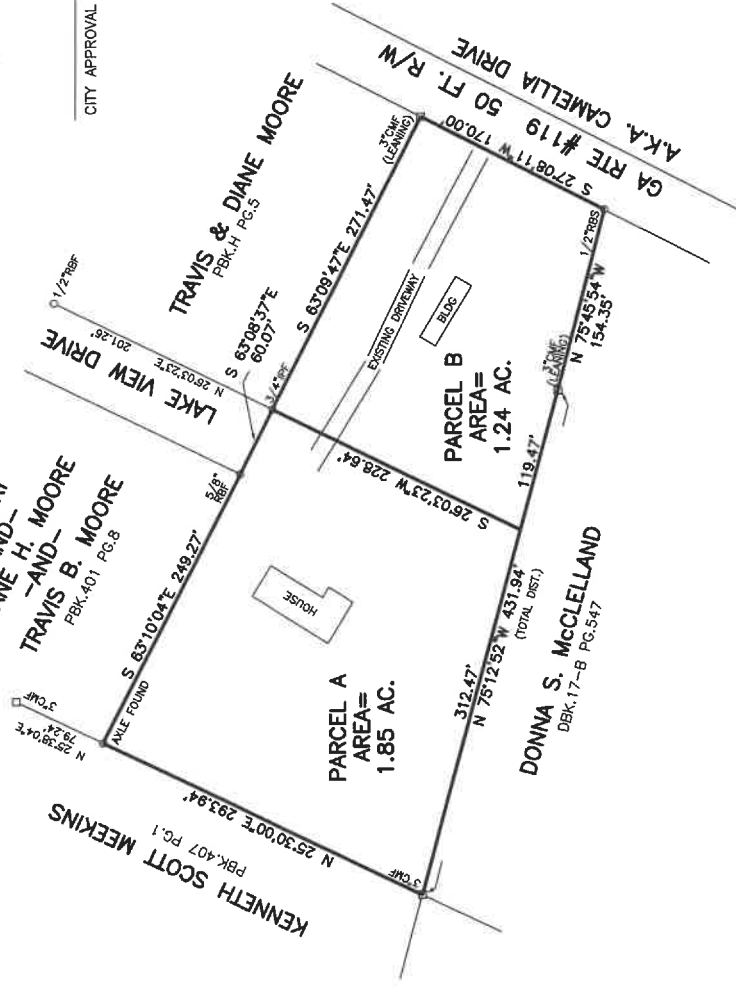 CITY APPROVAL
GA RTE #119 50 FT. R/W
A.K.A. CAMELLIA DRIVE
TRAVIS & DIANE MOORE
PBK.H PG.5
1/2"RBF
N 26°03'23"E
201.26'
LAKE VIEW DRIVE
S 63°08'37"E
60.07'
3/4"IPF
S 63°09'47"E 271.47'
3"CMF
(LEANING)
S 27°08'11"W 170.00'
1/2"RBS
N 75°45'54"W
154.35'
3"CMF
(LEANING)
EXISTING DRIVEWAY
BLDG
PARCEL B
AREA=
1.24 AC.
S 26°03'23"W 228.64'
119.47'
H. MOORE
-AND-
TRAVIS B. MOORE
PBK.401 PG.8
5/8"
RBF
S 63°10'04"E 249.27'
AXLE FOUND
3"CMF
N 25°38'04"E
79.24'
HOUSE
PARCEL A
AREA=
1.85 AC.
KENNETH SCOTT MEEKINS
PBK.407 PG.1
N 25°30'00"E 293.94'
3"CMF
312.47'
N 75°12'52"W 431.94'
(TOTAL DIST.)
DONNA S. McCLELLAND
DBK.17-B PG.547